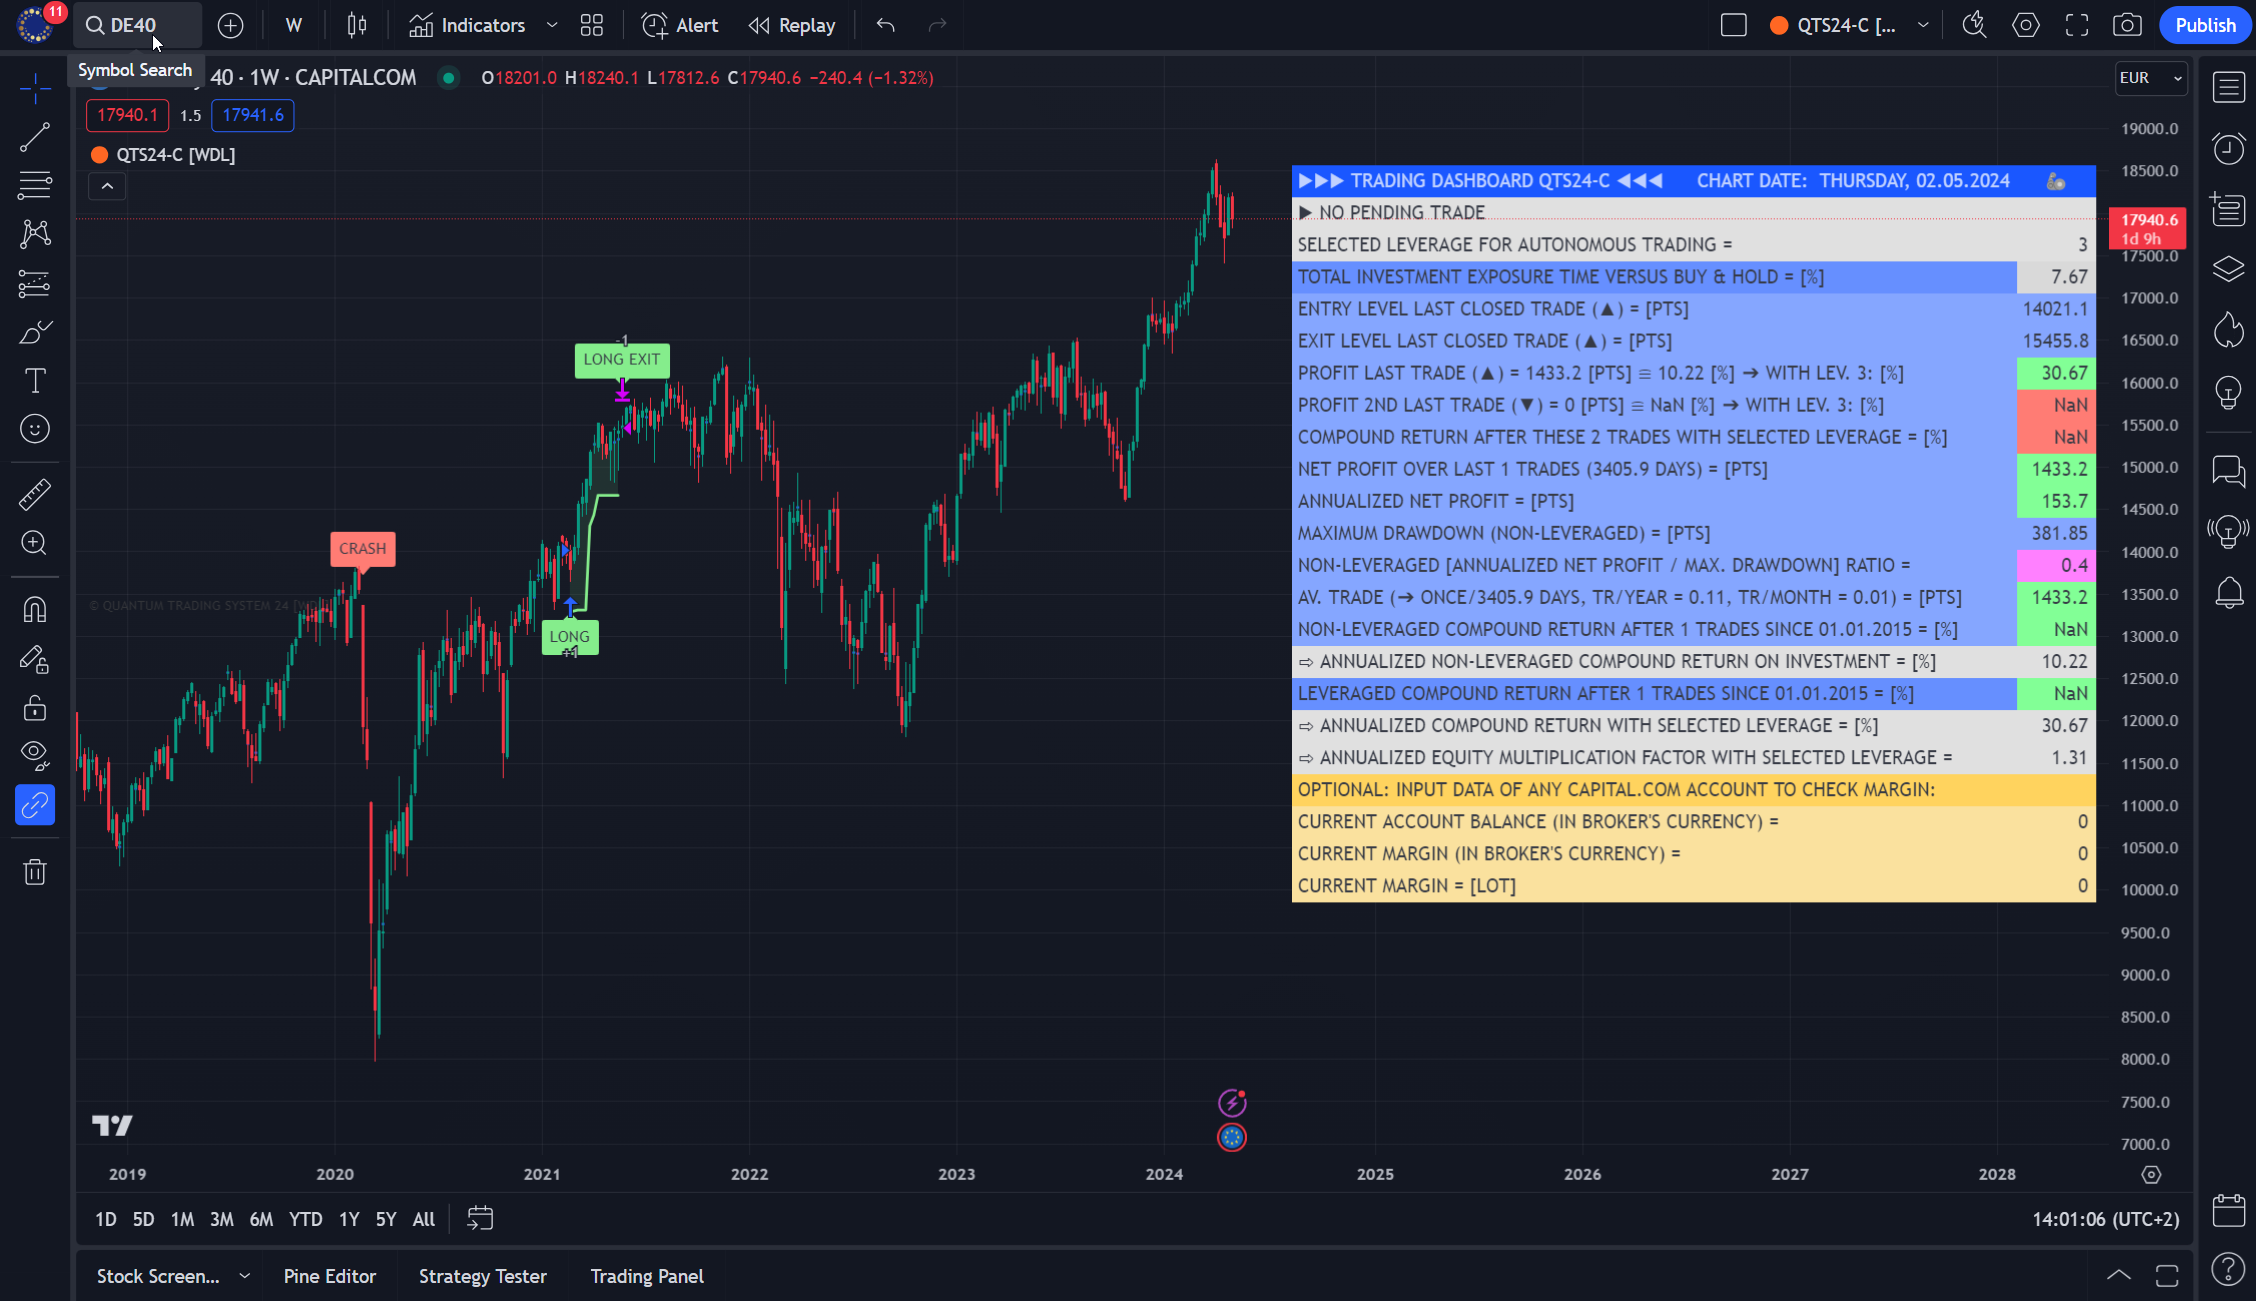 11
DE40
W
Indicators
Alert
Replay
QTS24-C [...
Publish
Symbol Search
40 · 1W · CAPITALCOM
O18201.0 H18240.1 L17812.6 C17940.6 −240.4 (−1.32%)
EUR
17940.1 1.5 17941.6
QTS24-C [WDL]
19000.0
18500.0
17940.6
1d 9h
17500.0
17000.0
16500.0
16000.0
15500.0
15000.0
14500.0
14000.0
13500.0
13000.0
12500.0
12000.0
11500.0
11000.0
10500.0
10000.0
9500.0
9000.0
8500.0
8000.0
7500.0
7000.0
▶▶▶ TRADING DASHBOARD QTS24-C ◀◀◀ CHART DATE: THURSDAY, 02.05.2024
▶ NO PENDING TRADE
SELECTED LEVERAGE FOR AUTONOMOUS TRADING = 3
TOTAL INVESTMENT EXPOSURE TIME VERSUS BUY & HOLD = [%] 7.67
ENTRY LEVEL LAST CLOSED TRADE (▲) = [PTS] 14021.1
EXIT LEVEL LAST CLOSED TRADE (▲) = [PTS] 15455.8
PROFIT LAST TRADE (▲) = 1433.2 [PTS] ≡ 10.22 [%] → WITH LEV. 3: [%] 30.67
PROFIT 2ND LAST TRADE (▼) = 0 [PTS] ≡ NaN [%] → WITH LEV. 3: [%] NaN
COMPOUND RETURN AFTER THESE 2 TRADES WITH SELECTED LEVERAGE = [%] NaN
NET PROFIT OVER LAST 1 TRADES (3405.9 DAYS) = [PTS] 1433.2
ANNUALIZED NET PROFIT = [PTS] 153.7
MAXIMUM DRAWDOWN (NON-LEVERAGED) = [PTS] 381.85
NON-LEVERAGED [ANNUALIZED NET PROFIT / MAX. DRAWDOWN] RATIO = 0.4
AV. TRADE (→ ONCE/3405.9 DAYS, TR/YEAR = 0.11, TR/MONTH = 0.01) = [PTS] 1433.2
NON-LEVERAGED COMPOUND RETURN AFTER 1 TRADES SINCE 01.01.2015 = [%] NaN
⇨ ANNUALIZED NON-LEVERAGED COMPOUND RETURN ON INVESTMENT = [%] 10.22
LEVERAGED COMPOUND RETURN AFTER 1 TRADES SINCE 01.01.2015 = [%] NaN
⇨ ANNUALIZED COMPOUND RETURN WITH SELECTED LEVERAGE = [%] 30.67
⇨ ANNUALIZED EQUITY MULTIPLICATION FACTOR WITH SELECTED LEVERAGE = 1.31
OPTIONAL: INPUT DATA OF ANY CAPITAL.COM ACCOUNT TO CHECK MARGIN:
CURRENT ACCOUNT BALANCE (IN BROKER'S CURRENCY) = 0
CURRENT MARGIN (IN BROKER'S CURRENCY) = 0
CURRENT MARGIN = [LOT] 0
-1
LONG EXIT
CRASH
© QUANTUM TRADING SYSTEM 24
LONG
+1
2019 2020 2021 2022 2023 2024 2025 2026 2027 2028
1D 5D 1M 3M 6M YTD 1Y 5Y All
14:01:06 (UTC+2)
Stock Screen... Pine Editor Strategy Tester Trading Panel